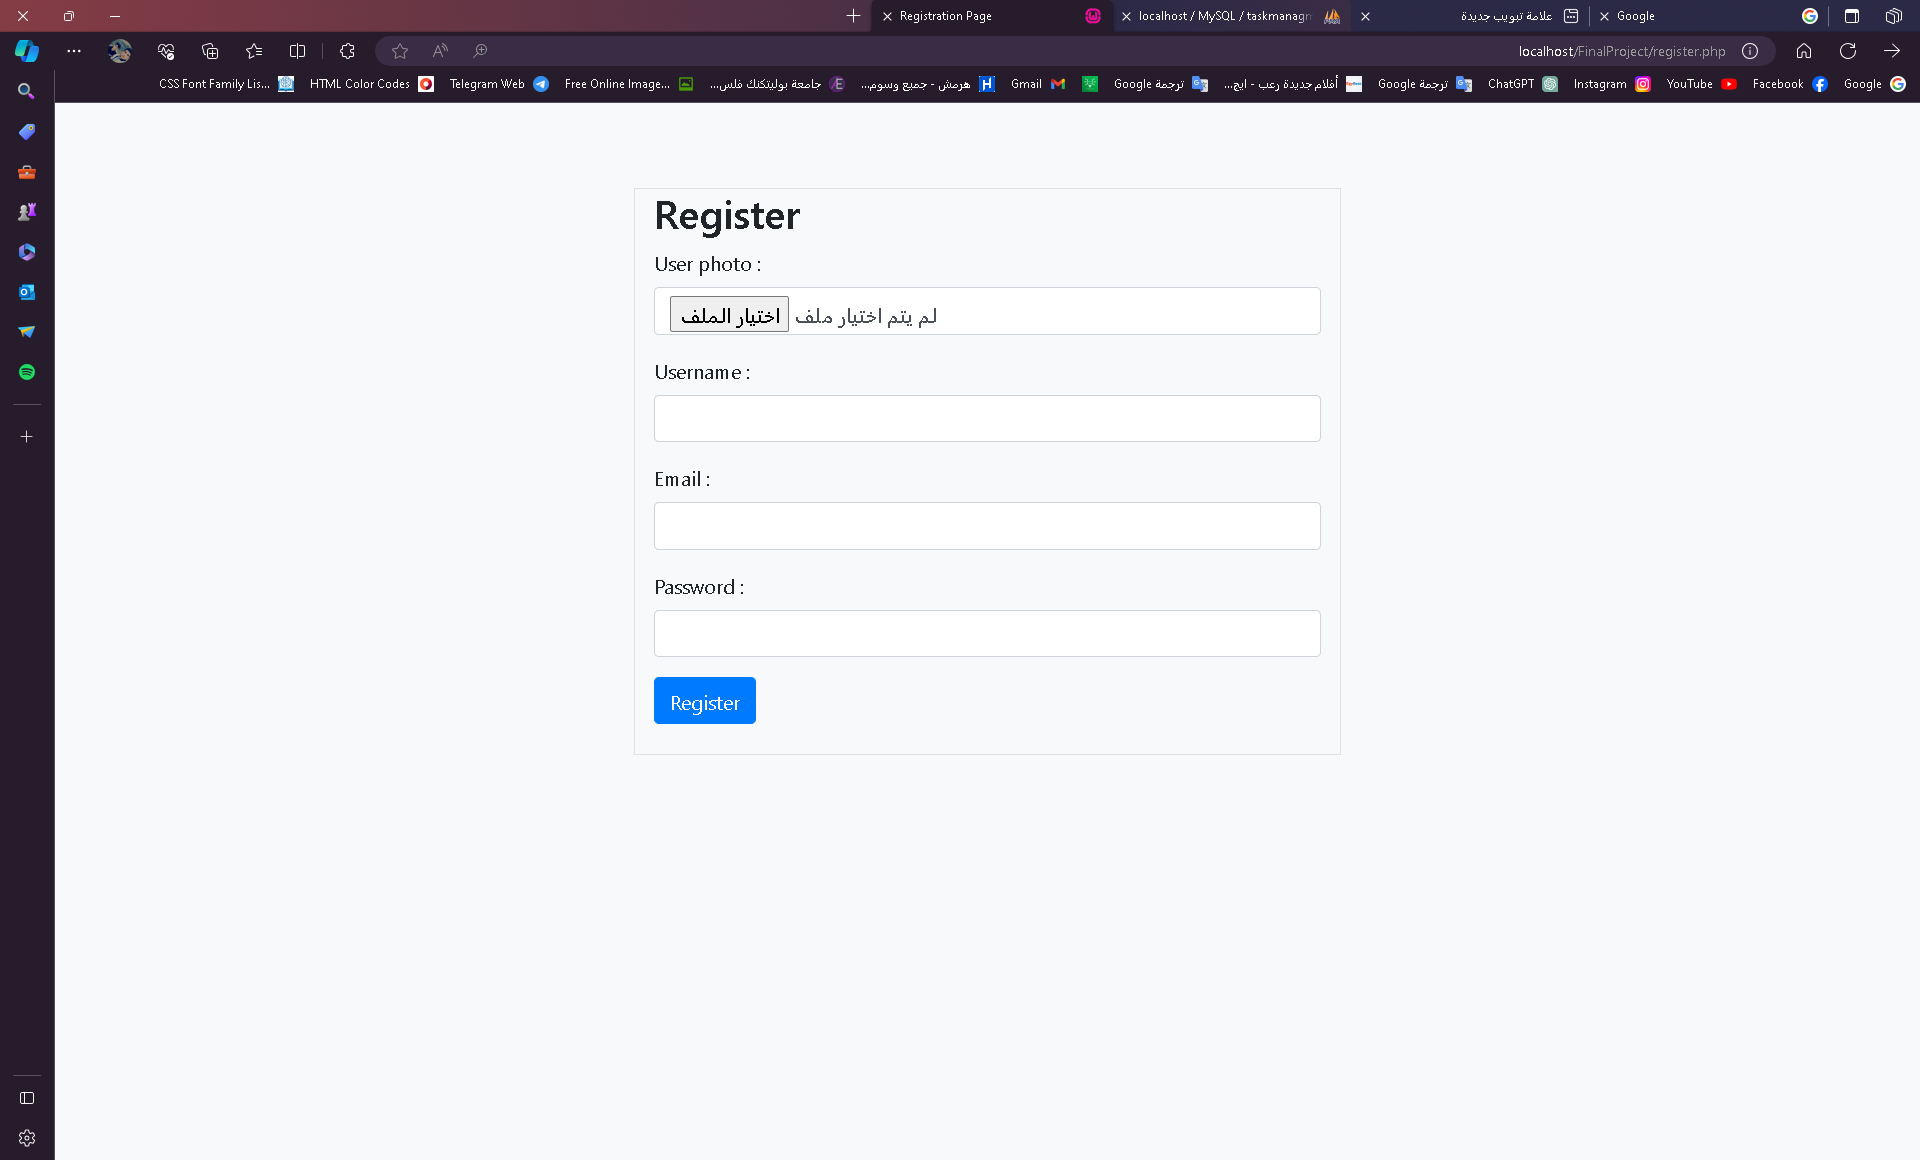 Registration Page
localhost / MySQL / taskmanagr
علامة تبويب جديدة
Google
localhost/FinalProject/register.php
CSS Font Family Lis...
HTML Color Codes
Telegram Web
Free Online Image...
جامعة بوليتكنك فلس...
هرمش - جميع وسوم...
Gmail
ترجمة Google
أفلام جديدة رعب - ايج...
ترجمة Google
ChatGPT
Instagram
YouTube
Facebook
Google
Register
User photo :
اختيار الملف لم يتم اختيار ملف
Username :
Email :
Password :
Register